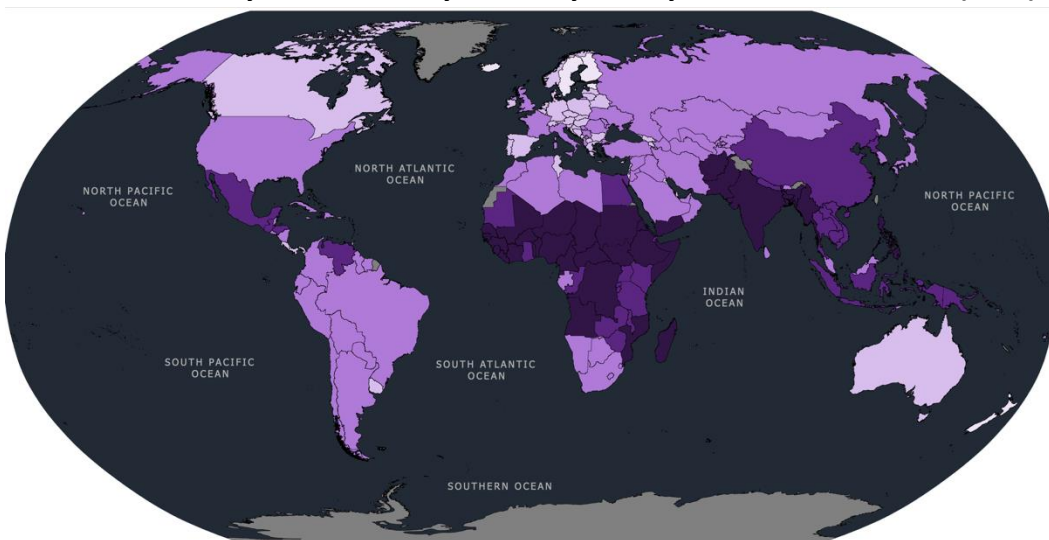 NORTH ATLANTIC
OCEAN
NORTH PACIFIC
OCEAN
NORTH PACIFIC
OCEAN
INDIAN
OCEAN
SOUTH PACIFIC
OCEAN
SOUTH ATLANTIC
OCEAN
SOUTHERN OCEAN